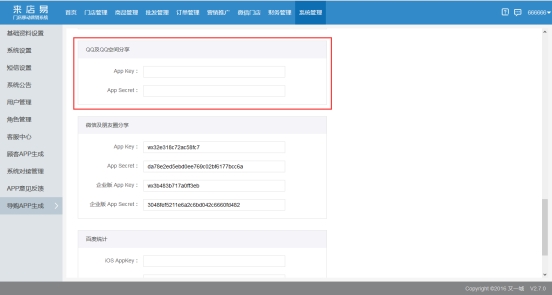 来店易
门店移动营销系统
首页 门店管理 商品管理 批发管理 订单管理 营销推广 微信门店 财务管理 系统管理
666666
基础资料设置
系统设置
短信设置
系统公告
用户管理
角色管理
客服中心
顾客APP生成
系统对接管理
APP意见反馈
导购APP生成
QQ及QQ空间分享
App Key：
App Secret：
微信及朋友圈分享
App Key： wx32e318c72ac58fc7
App Secret： da78e2ed5ebd0ee769c02bf6177bcc6a
企业版 App Key： wx3b483b717a0ff3eb
企业版 App Secret： 3048fef6211e6a2c6bd042c6660fd482
百度统计
iOS AppKey：
Copyright ©2016 又一城 V2.7.0